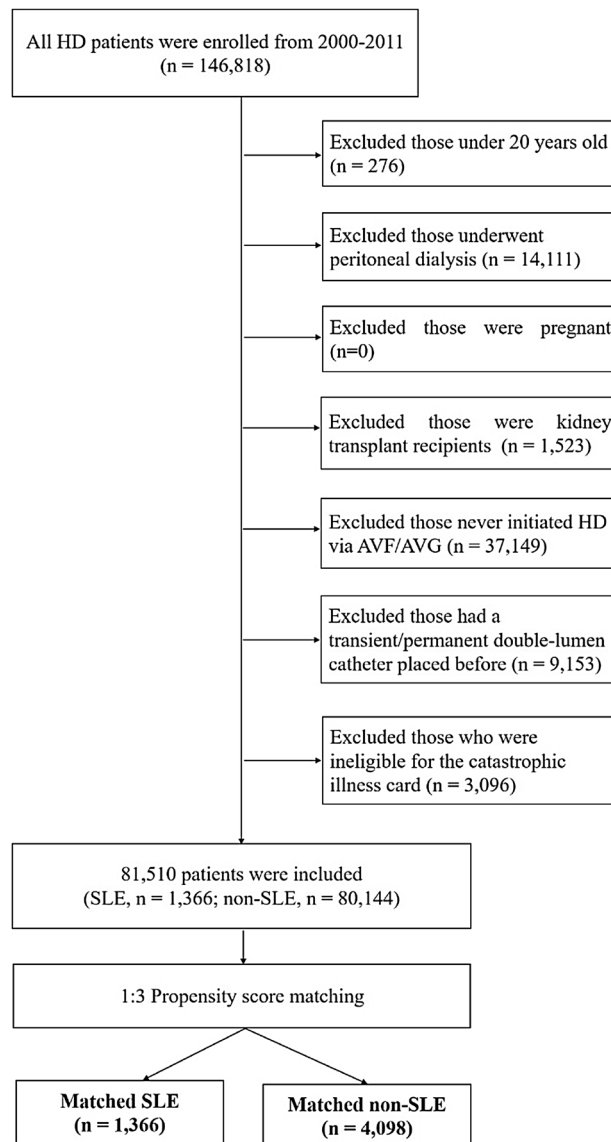 All HD patients were enrolled from 2000-2011
(n = 146,818)
Excluded those under 20 years old
(n = 276)
Excluded those underwent
peritoneal dialysis (n = 14,111)
Excluded those were pregnant
(n=0)
Excluded those were kidney
transplant recipients (n = 1,523)
Excluded those never initiated HD
via AVF/AVG (n = 37,149)
Excluded those had a
transient/permanent double-lumen
catheter placed before (n = 9,153)
Excluded those who were
ineligible for the catastrophic
illness card (n = 3,096)
81,510 patients were included
(SLE, n = 1,366; non-SLE, n = 80,144)
1:3 Propensity score matching
Matched SLE
(n = 1,366)
Matched non-SLE
(n = 4,098)